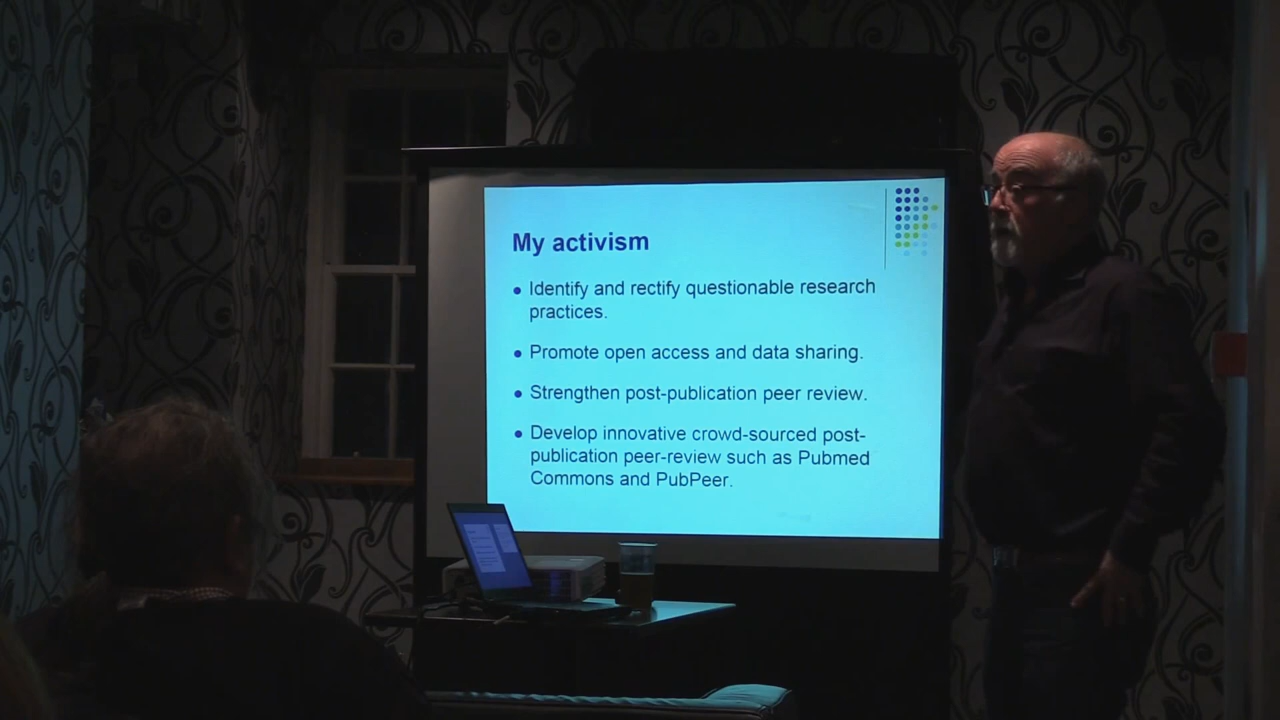 My activism
Identify and rectify questionable research
practices.
Promote open access and data sharing.
Strengthen post-publication peer review.
Develop innovative crowd-sourced post-
publication peer-review such as Pubmed
Commons and PubPeer.